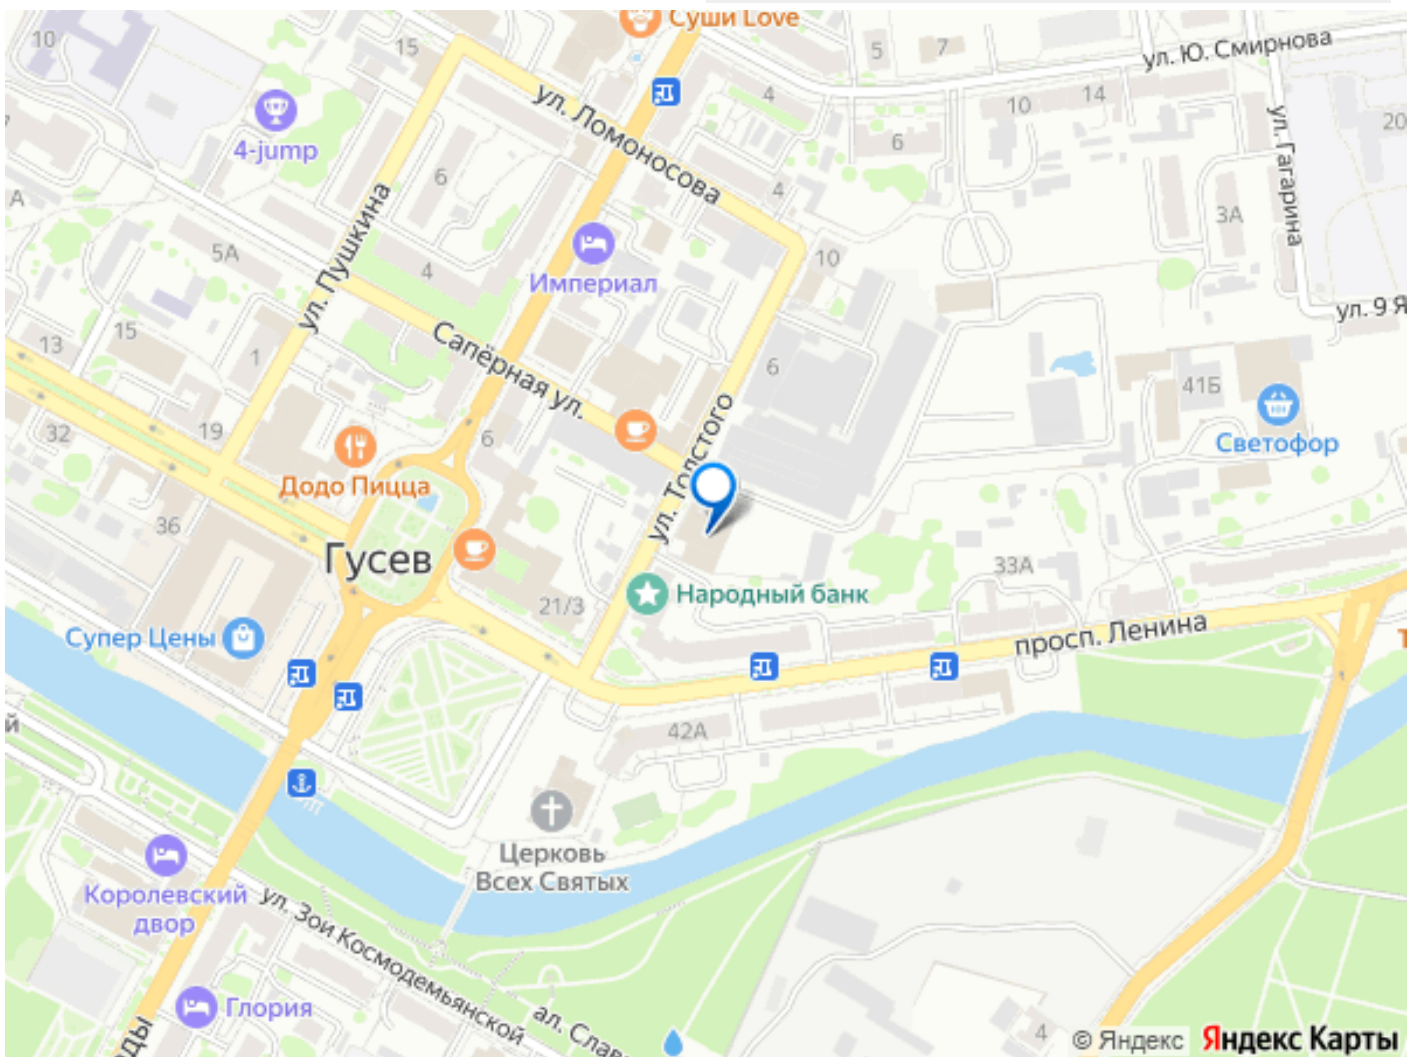 Суши Love
10
15
5
7
ул. Ю. Смирнова
4
10
14
20
ул. Ломоносова
ул. Гагарина
4-jump
6
6
4
А
3А
ул. Пушкина
5А
4
Империал
10
ул. 9 Я
13
15
1
Сапёрная ул.
6
41Б
ул. Толстого
Светофор
32
19
6
Додо Пицца
36
Гусев
33А
21/3
Народный банк
Супер Цены
просп. Ленина
Т
й
42А
Церковь
Всех Святых
Королевский
двор
ул. Зои Космодемьянской
Глория
ал. Слав
ды
4
© Яндекс Яндекс Карты